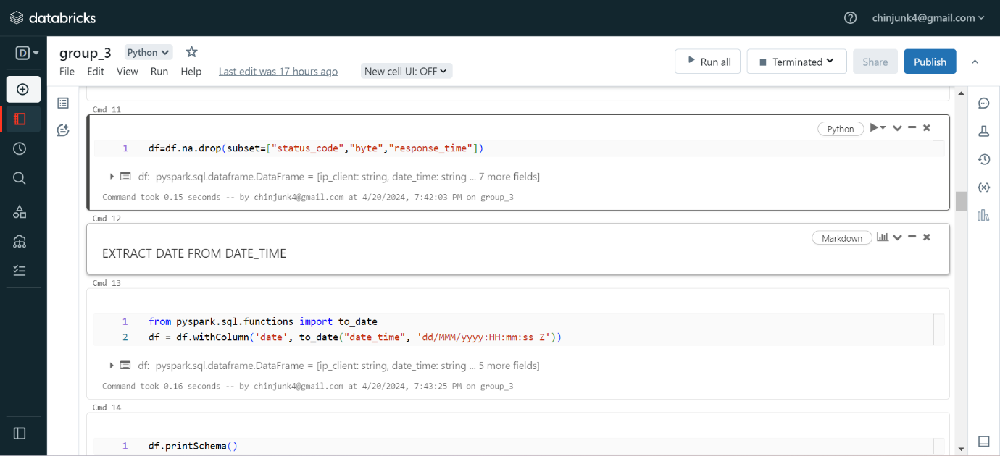 databricks
chinjunk4@gmail.com
D
group_3 Python
File Edit View Run Help Last edit was 17 hours ago New cell UI: OFF
Run all Terminated Share Publish
Cmd 11
Python
1 df=df.na.drop(subset=["status_code","byte","response_time"])
df: pyspark.sql.dataframe.DataFrame = [ip_client: string, date_time: string ... 7 more fields]
Command took 0.15 seconds -- by chinjunk4@gmail.com at 4/20/2024, 7:42:03 PM on group_3
Cmd 12
Markdown
EXTRACT DATE FROM DATE_TIME
Cmd 13
1 from pyspark.sql.functions import to_date
2 df = df.withColumn('date', to_date("date_time", 'dd/MMM/yyyy:HH:mm:ss Z'))
df: pyspark.sql.dataframe.DataFrame = [ip_client: string, date_time: string ... 5 more fields]
Command took 0.16 seconds -- by chinjunk4@gmail.com at 4/20/2024, 7:43:25 PM on group_3
Cmd 14
1 df.printSchema()